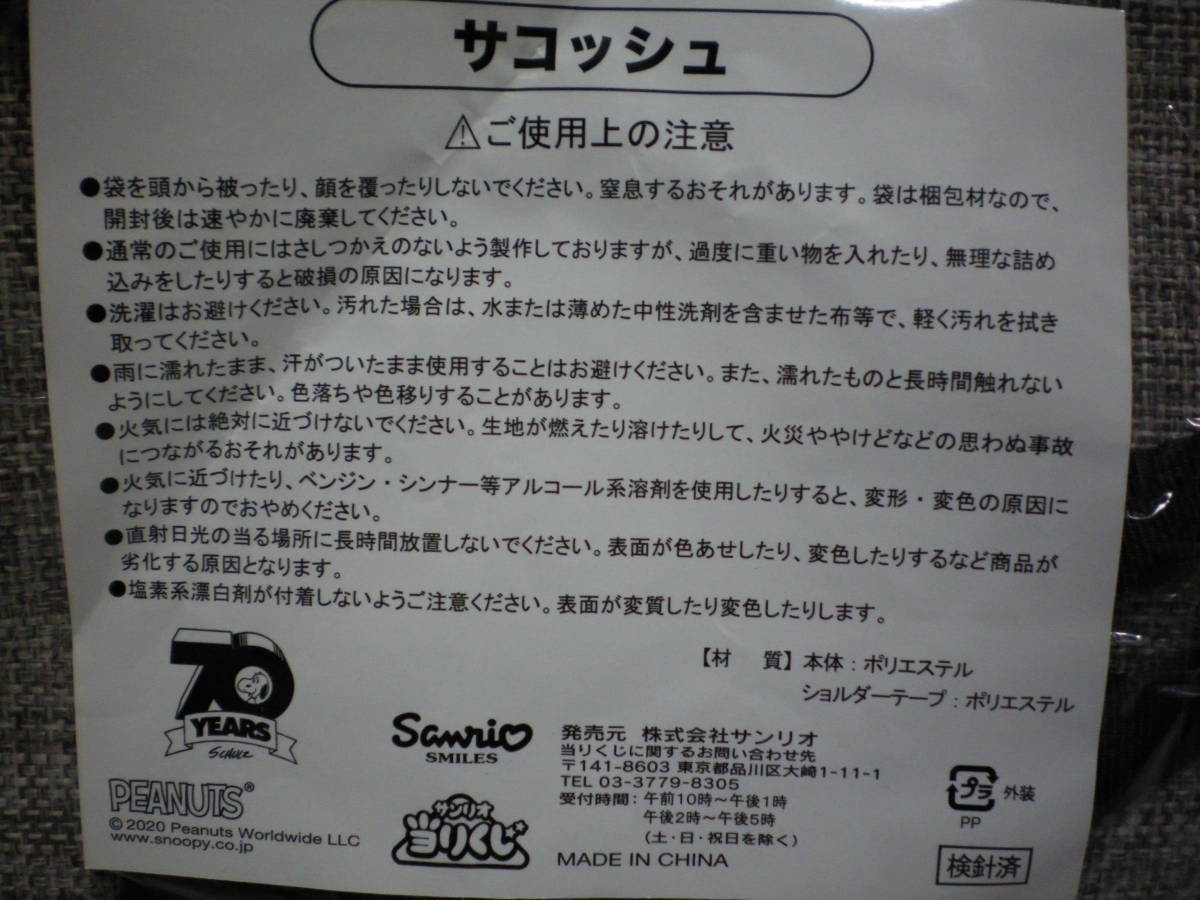 サコッシュ
⚠ご使用上の注意
●袋を頭から被ったり、顔を覆ったりしないでください。窒息するおそれがあります。袋は梱包材なので、
開封後は速やかに廃棄してください。
●通常のご使用にはさしつかえのないよう製作しておりますが、過度に重い物を入れたり、無理な詰め
込みをしたりすると破損の原因になります。
●洗濯はお避けください。汚れた場合は、水または薄めた中性洗剤を含ませた布等で、軽く汚れを拭き
取ってください。
●雨に濡れたまま、汗がついたまま使用することはお避けください。また、濡れたものと長時間触れない
ようにしてください。色落ちや色移りすることがあります。
●火気には絶対に近づけないでください。生地が燃えたり溶けたりして、火災ややけどなどの思わぬ事故
につながるおそれがあります。
●火気に近づけたり、ベンジン・シンナー等アルコール系溶剤を使用したりすると、変形・変色の原因に
なりますのでおやめください。
●直射日光の当る場所に長時間放置しないでください。表面が色あせしたり、変色したりするなど商品が
劣化する原因となります。
●塩素系漂白剤が付着しないようご注意ください。表面が変質したり変色したりします。
【材　質】本体：ポリエステル
ショルダーテープ：ポリエステル
70
YEARS
SCHULZ
PEANUTS®
© 2020 Peanuts Worldwide LLC
www.snoopy.co.jp
Sanrio
SMILES
サンリオ
当りくじ
発売元 株式会社サンリオ
当りくじに関するお問い合わせ先
〒141-8603 東京都品川区大崎1-11-1
TEL 03-3779-8305
受付時間：午前10時～午後1時
午後2時～午後5時
（土・日・祝日を除く）
MADE IN CHINA
プラ 外装
PP
検針済